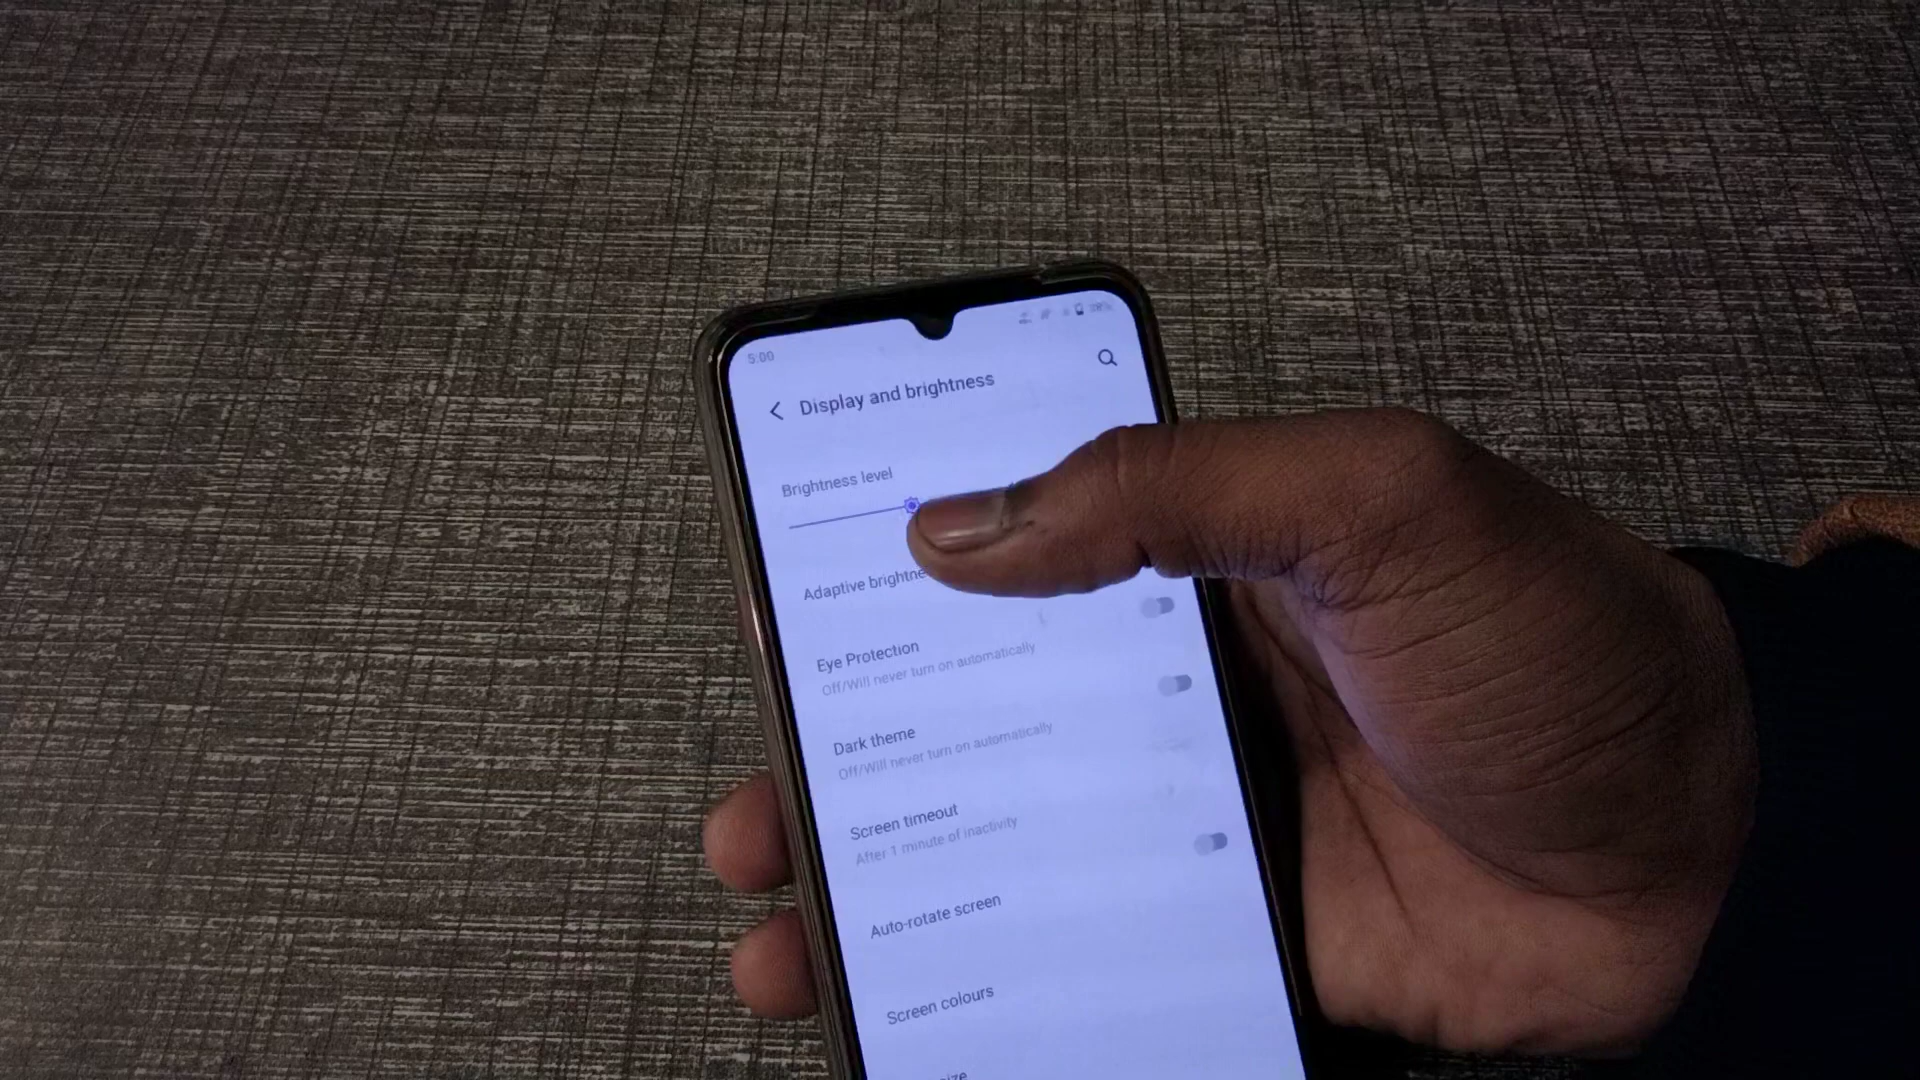 5:00
Display and brightness
Brightness level
Adaptive
Eye Protection
Off/Will never turn on automatically
Dark theme
Off/Will never turn on automatically
Screen timeout
After 1 minute of inactivity
Auto-rotate screen
Screen colours